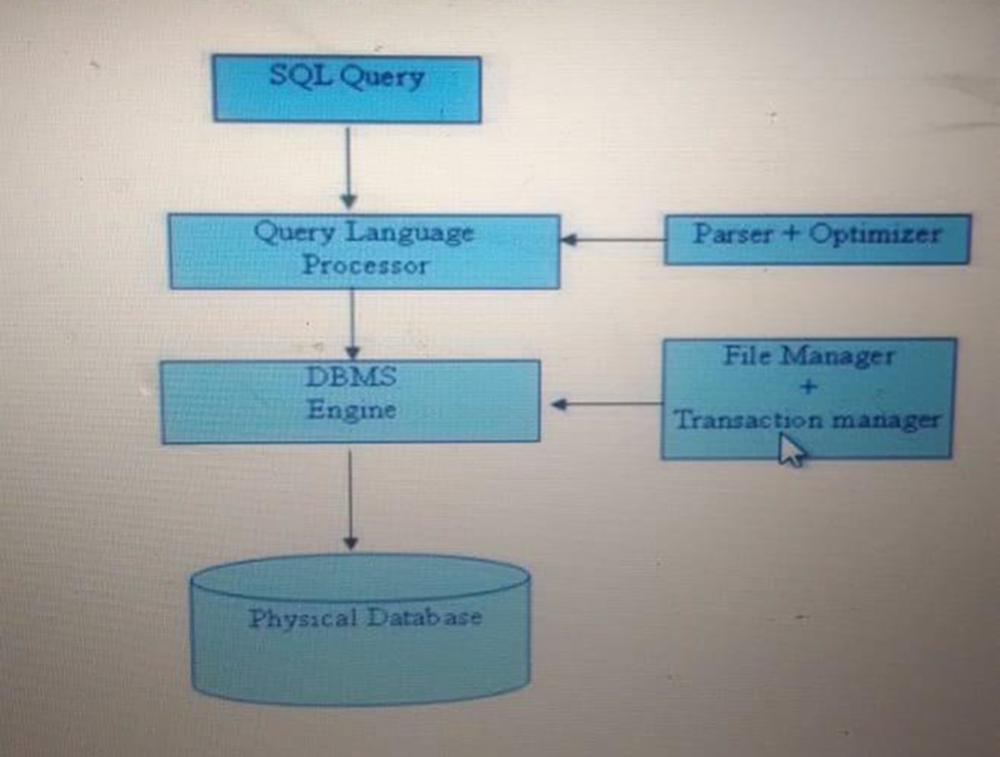 SQL Query
Query Language
Processor
Parser + Optimizer
DBMS
Engine
File Manager
+
Transaction manager
Physical Database